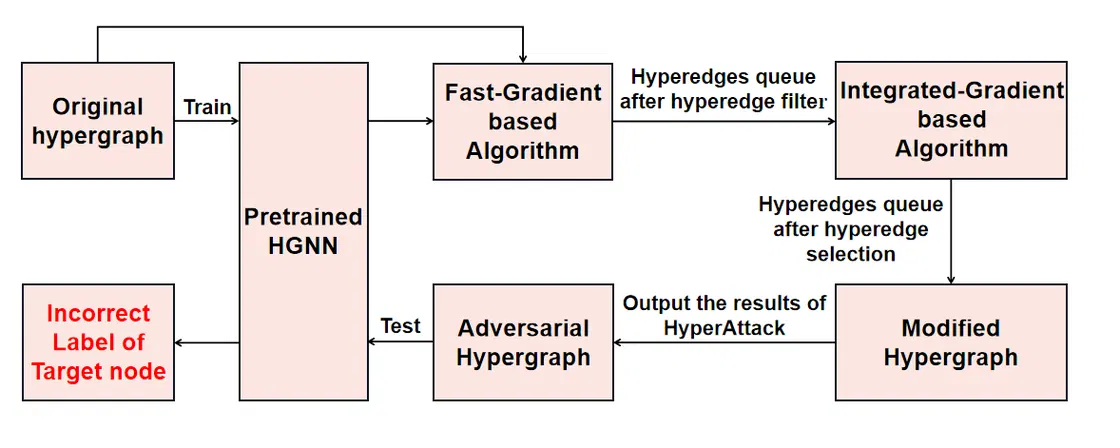 Original
hypergraph
Train
Pretrained
HGNN
Fast-Gradient
based
Algorithm
Hyperedges queue
after hyperedge filter
Integrated-Gradient
based
Algorithm
Hyperedges queue
after hyperedge
selection
Modified
Hypergraph
Output the results of
HyperAttack
Adversarial
Hypergraph
Test
Incorrect
Label of
Target node